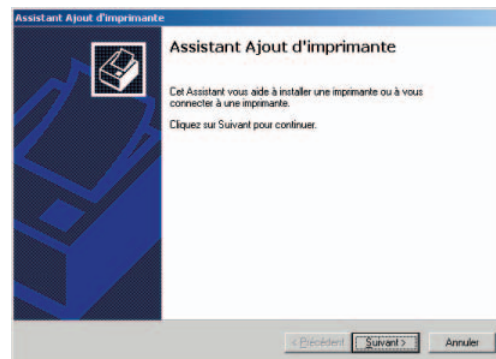 Assistant Ajout d'imprimante
Assistant Ajout d'imprimante
Cet Assistant vous aide à installer une imprimante ou à vous
connecter à une imprimante.
Cliquez sur Suivant pour continuer.
< Précédent Suivant > Annuler